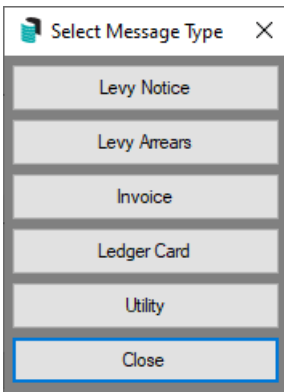 Select Message Type
Levy Notice
Levy Arrears
Invoice
Ledger Card
Utility
Close